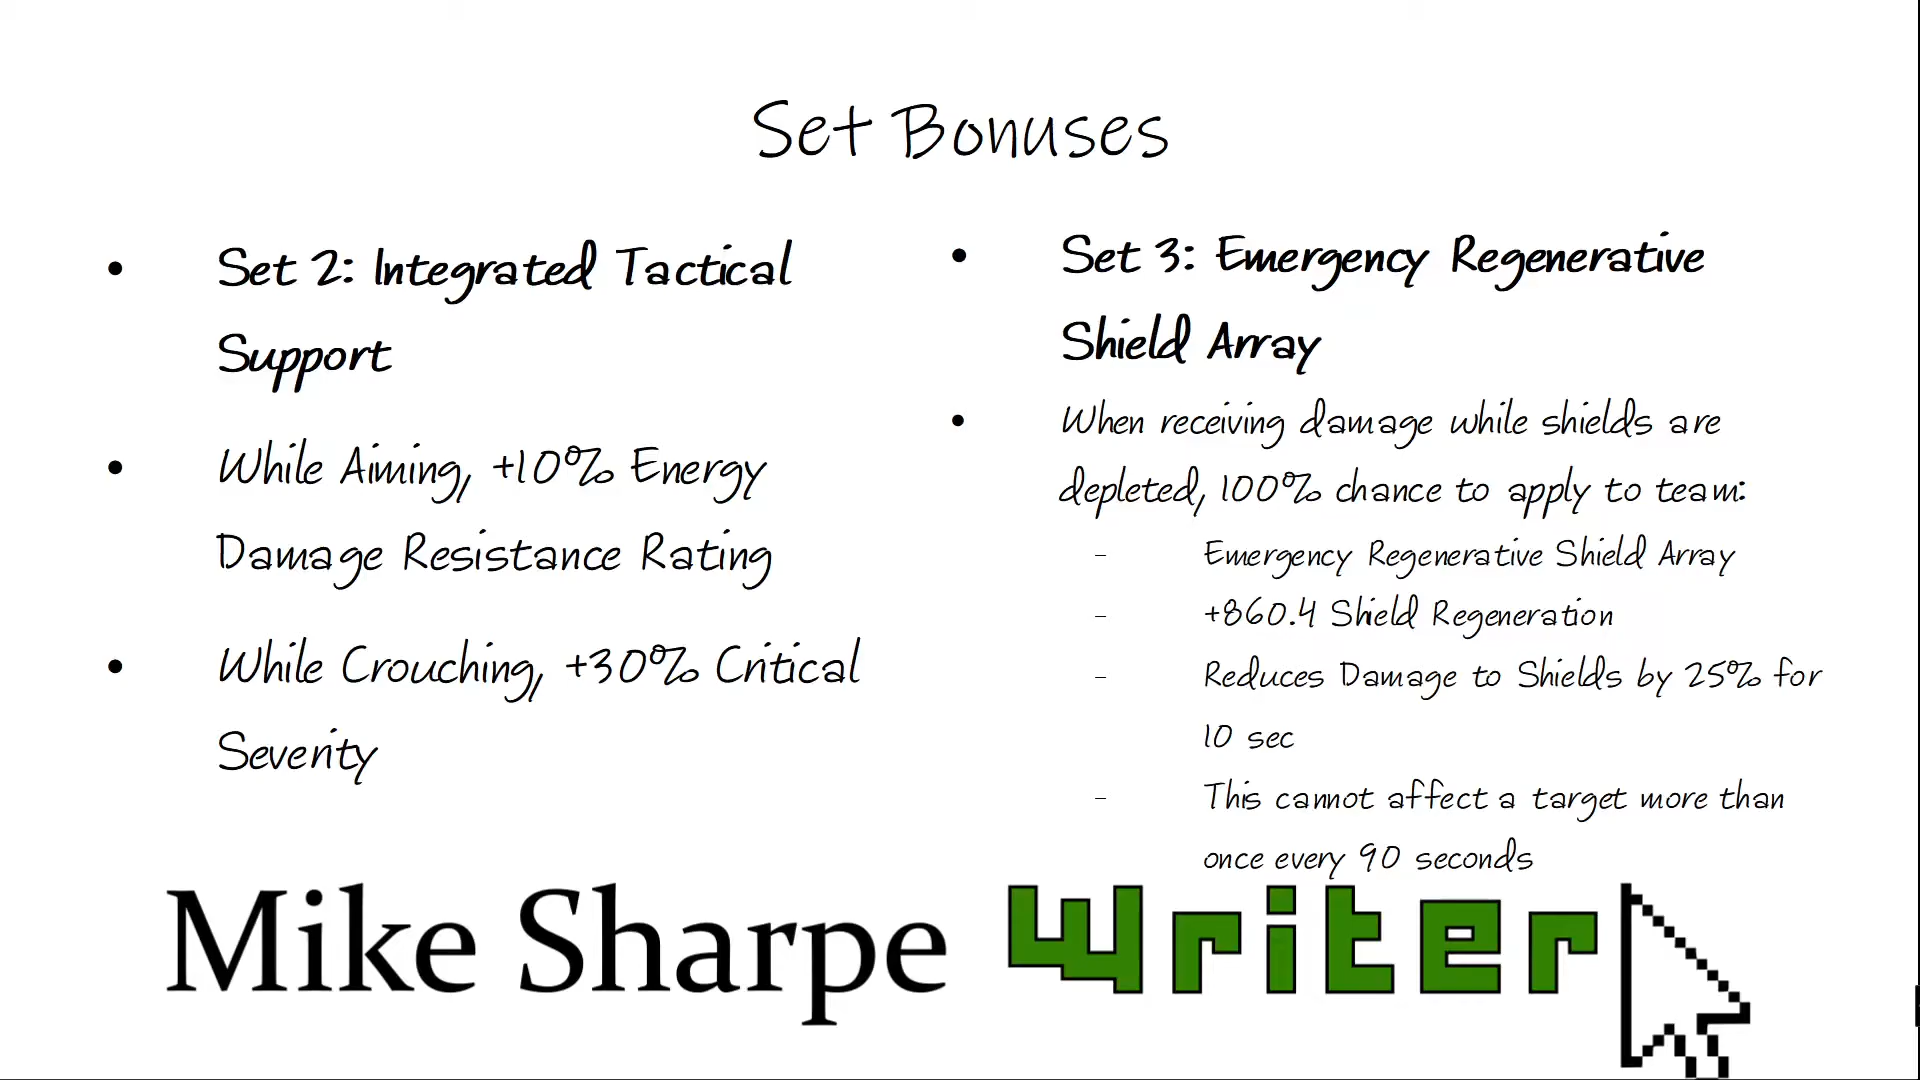 Set Bonuses
• Set 2: Integrated Tactical
Support
• While Aiming, +10% Energy
Damage Resistance Rating
• While Crouching, +30% Critical
Severity
• Set 3: Emergency Regenerative
Shield Array
• When receiving damage while shields are
depleted, 100% chance to apply to team:
– Emergency Regenerative Shield Array
– +860.4 Shield Regeneration
– Reduces Damage to Shields by 25% for
10 sec
– This cannot affect a target more than
once every 90 seconds
Mike Sharpe Writer